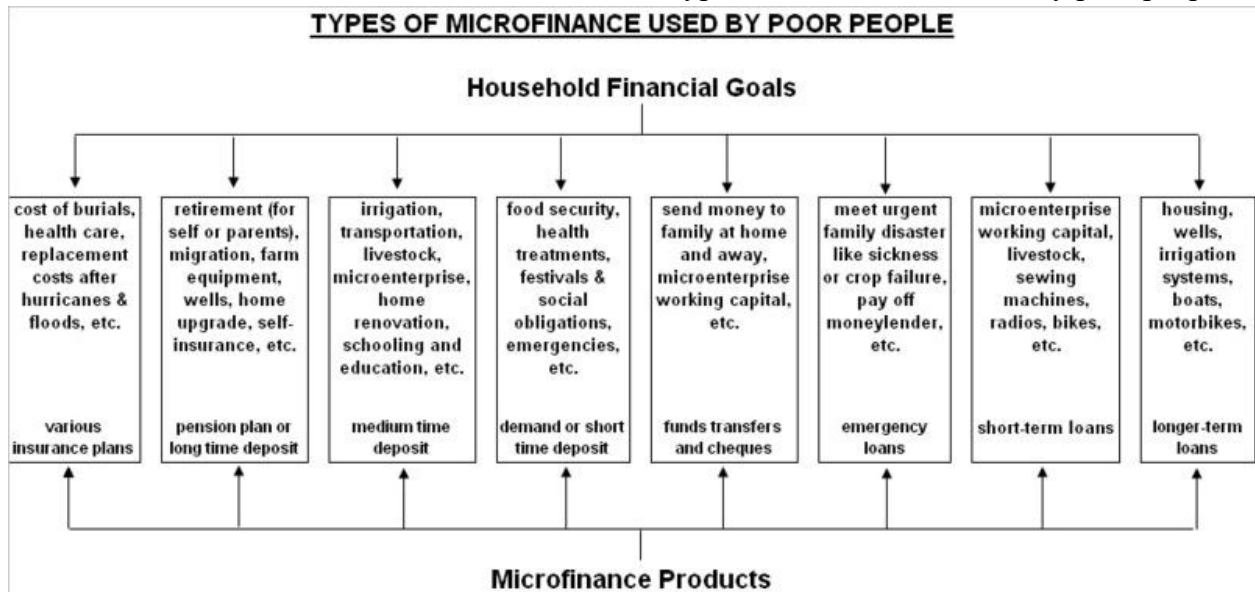 TYPES OF MICROFINANCE USED BY POOR PEOPLE
Household Financial Goals
cost of burials,
health care,
replacement
costs after
hurricanes &
floods, etc.
various
insurance plans
retirement (for
self or parents),
migration, farm
equipment,
wells, home
upgrade, self-
insurance, etc.
pension plan or
long time deposit
irrigation,
transportation,
livestock,
microenterprise,
home
renovation,
schooling and
education, etc.
medium time
deposit
food security,
health
treatments,
festivals &
social
obligations,
emergencies,
etc.
demand or short
time deposit
send money to
family at home
and away,
microenterprise
working capital,
etc.
funds transfers
and cheques
meet urgent
family disaster
like sickness
or crop failure,
pay off
moneylender,
etc.
emergency
loans
microenterprise
working capital,
livestock,
sewing
machines,
radios, bikes,
etc.
short-term loans
housing,
wells,
irrigation
systems,
boats,
motorbikes,
etc.
longer-term
loans
Microfinance Products